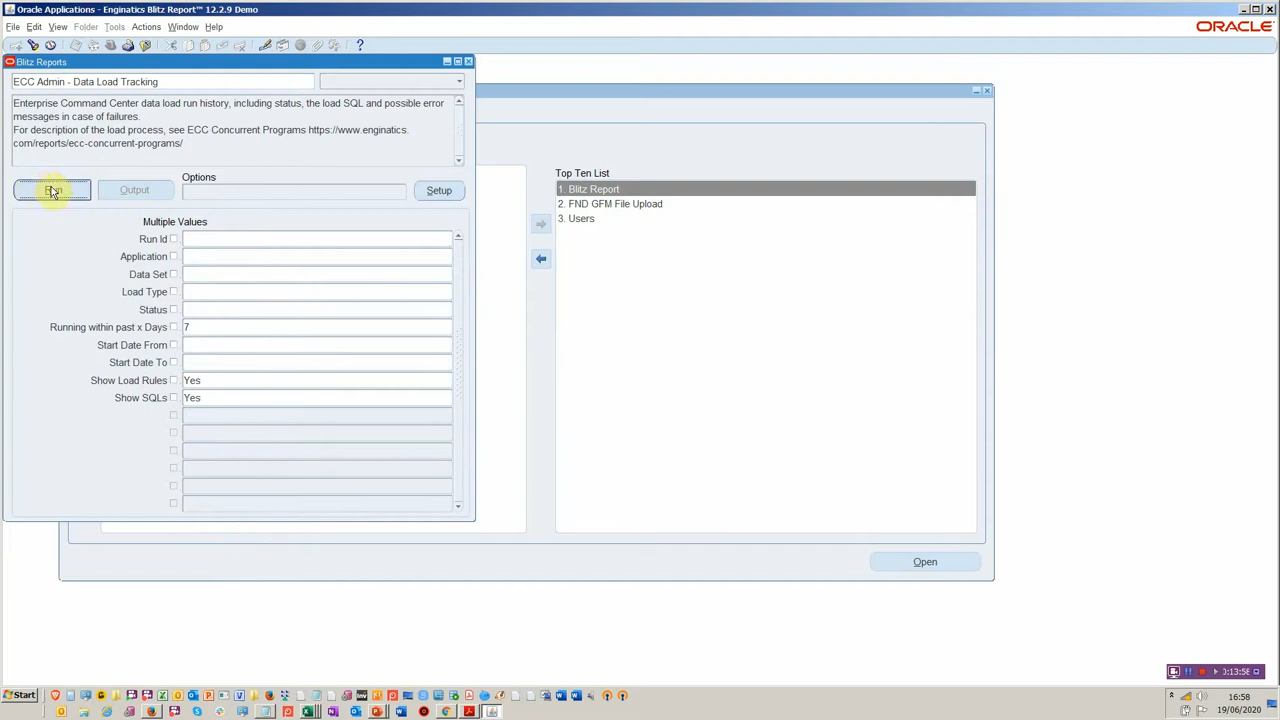 Oracle Applications - Enginatics Blitz Report™ 12.2.9 Demo
File Edit View Folder Tools Actions Window Help
ORACLE
Blitz Reports
ECC Admin - Data Load Tracking
Enterprise Command Center data load run history, including status, the load SQL and possible error
messages in case of failures.
For description of the load process, see ECC Concurrent Programs https://www.enginatics.
com/reports/ecc-concurrent-programs/
Run
Output
Options
Setup
Multiple Values
Run Id
Application
Data Set
Load Type
Status
Running within past x Days 7
Start Date From
Start Date To
Show Load Rules Yes
Show SQLs Yes
Top Ten List
1. Blitz Report
2. FND GFM File Upload
3. Users
Open
0:13:58
Start
16:58
19/06/2020